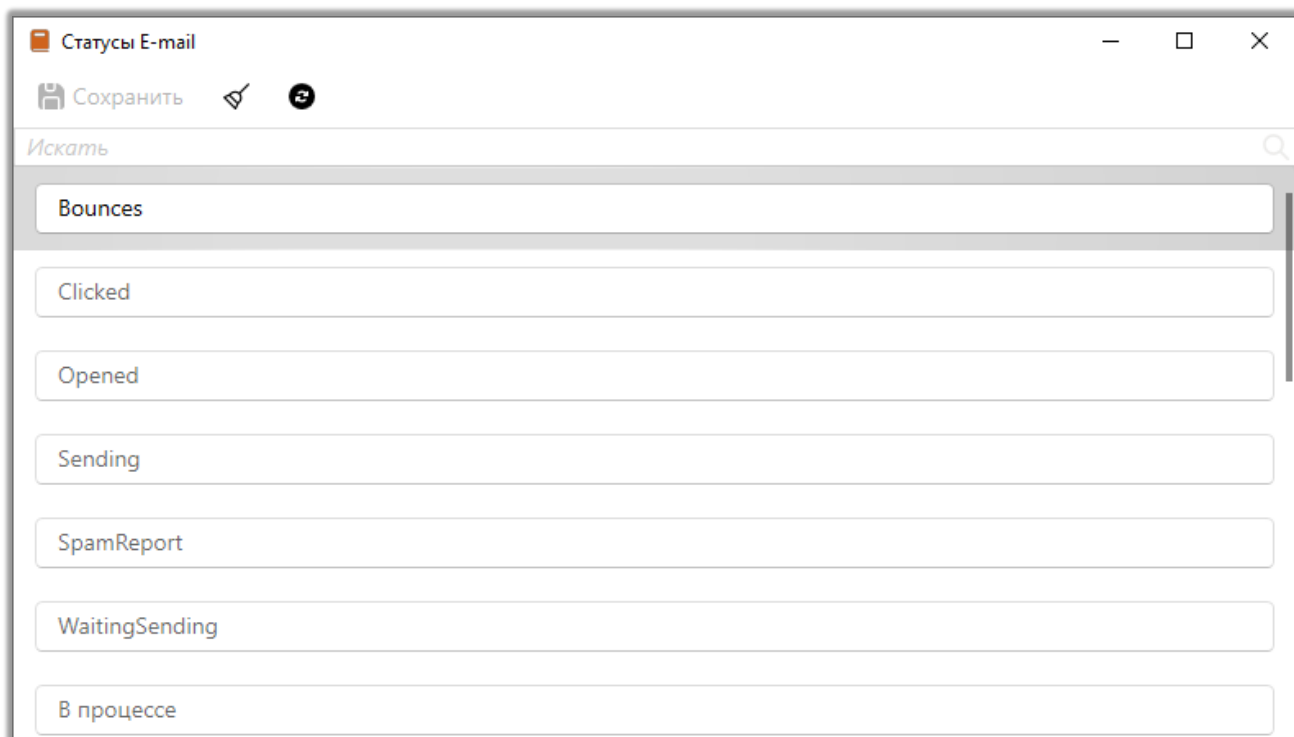 Статусы E-mail
Сохранить
Искать
Bounces
Clicked
Opened
Sending
SpamReport
WaitingSending
В процессе